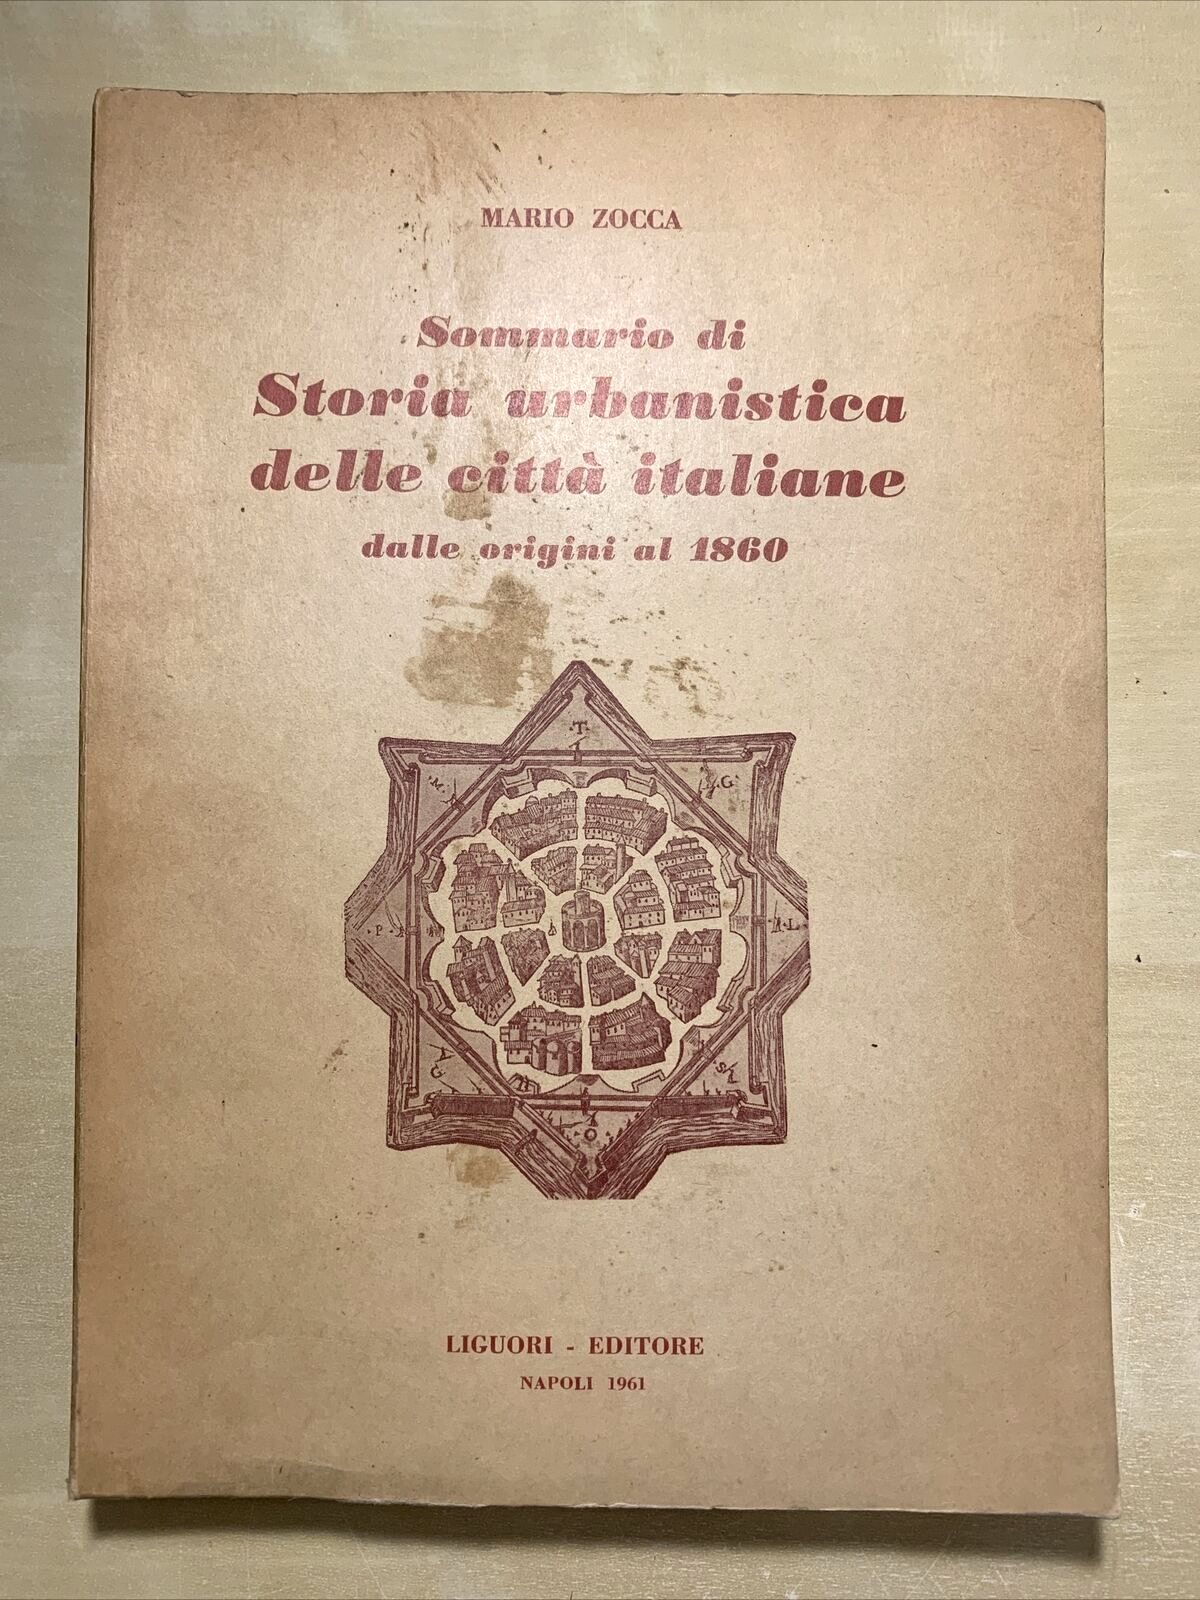 MARIO ZOCCA
Sommario di
Storia urbanistica
delle città italiane
dalle origini al 1860
.T.
.M.
.G.
.P.
.L.
G
S
O
LIGUORI - EDITORE
NAPOLI 1961